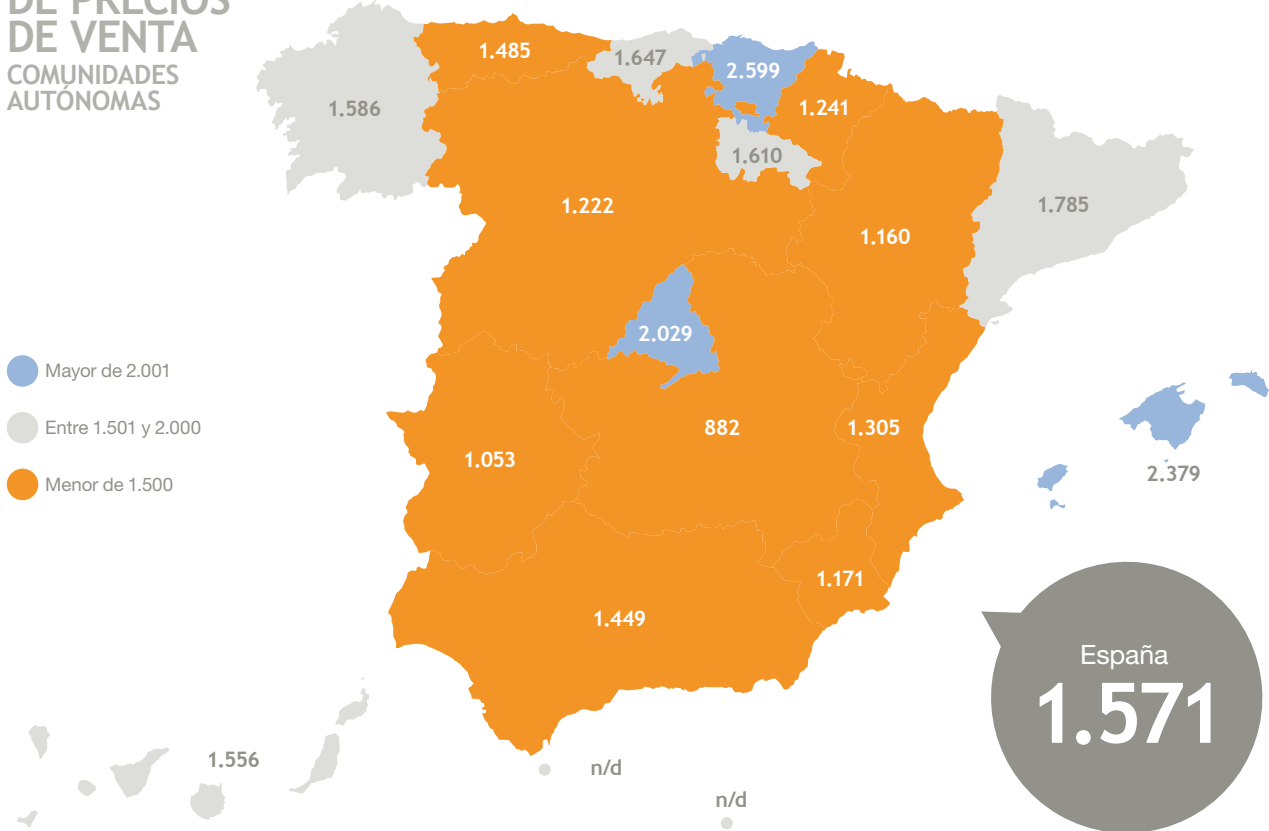 DE PRECIOS
DE VENTA
COMUNIDADES
AUTÓNOMAS
1.485
1.647
2.599
1.586
1.241
1.610
1.222
1.785
1.160
2.029
Mayor de 2.001
Entre 1.501 y 2.000
882
1.305
1.053
2.379
Menor de 1.500
1.171
1.449
España
1.571
1.556
n/d
n/d